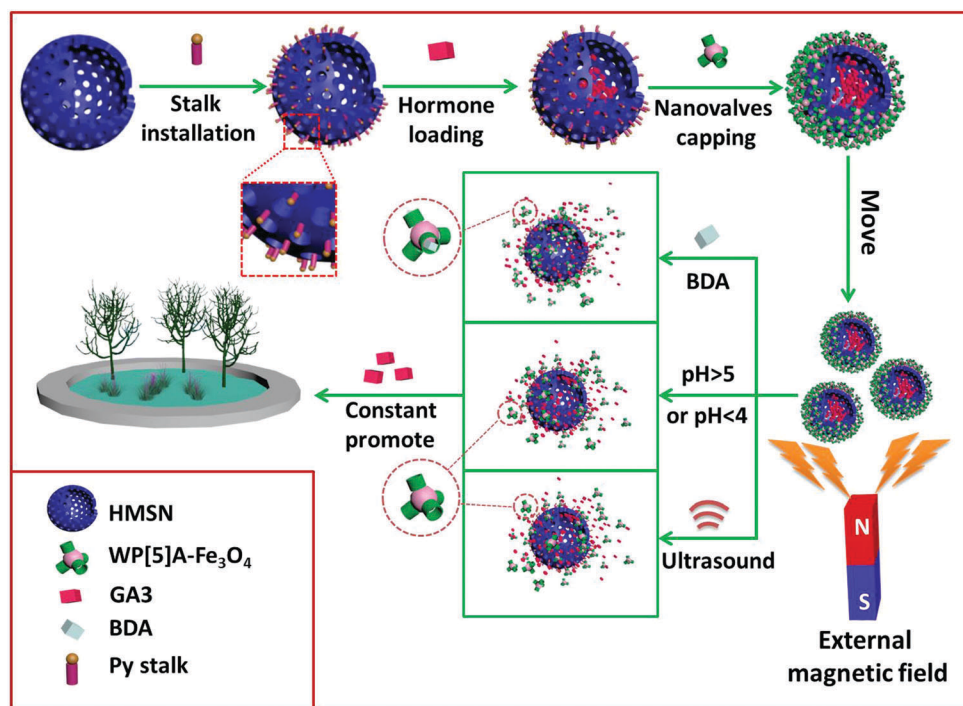 Stalk
installation
Hormone
loading
Nanovalves
capping
Move
BDA
pH>5
or pH<4
Ultrasound
Constant
promote
N
S
External
magnetic field
HMSN
WP[5]A-Fe₃O₄
GA3
BDA
Py stalk